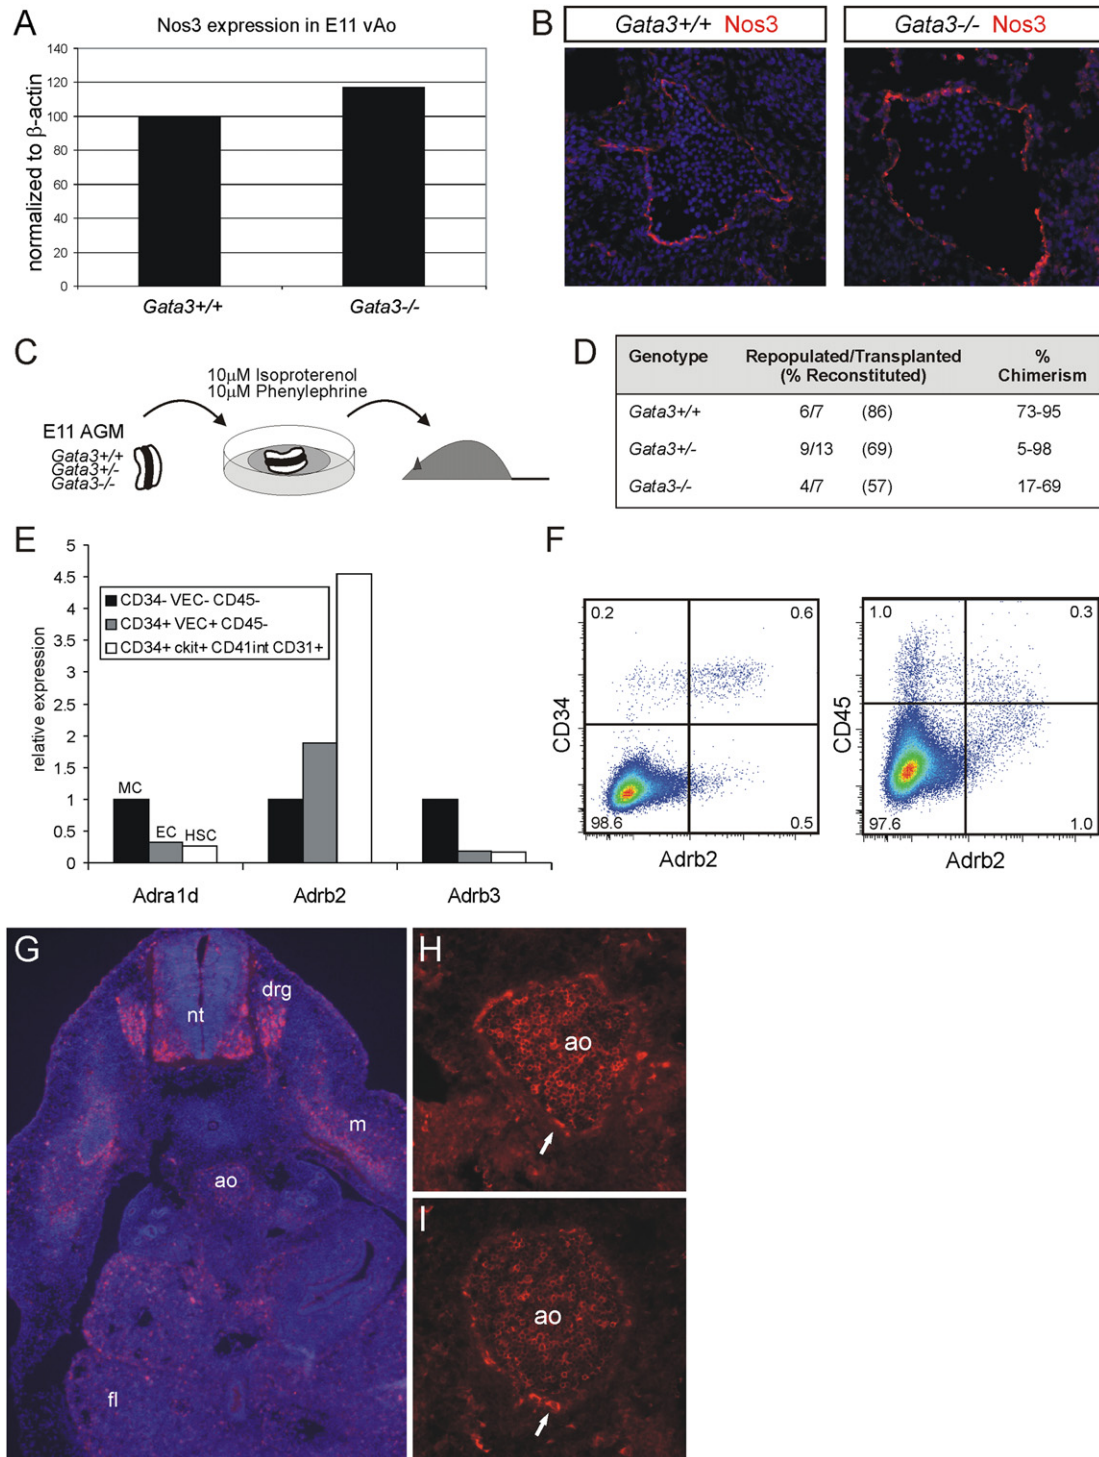 A
Nos3 expression in E11 vAo
normalized to β-actin
140
120
100
80
60
40
20
0
Gata3+/+
Gata3-/-
B
Gata3+/+ Nos3
Gata3-/- Nos3
C
10µM Isoproterenol
10µM Phenylephrine
E11 AGM
Gata3+/+
Gata3+/-
Gata3-/-
D
Genotype Repopulated/Transplanted (% Reconstituted) % Chimerism
Gata3+/+ 6/7 (86) 73-95
Gata3+/- 9/13 (69) 5-98
Gata3-/- 4/7 (57) 17-69
E
relative expression
5
4.5
4
3.5
3
2.5
2
1.5
1
0.5
0
CD34- VEC- CD45-
CD34+ VEC+ CD45-
CD34+ ckit+ CD41int CD31+
MC
EC
HSC
Adra1d
Adrb2
Adrb3
F
0.2
0.6
CD34
98.6
0.5
Adrb2
1.0
0.3
CD45
97.6
1.0
Adrb2
G
nt
drg
m
ao
fl
H
ao
I
ao